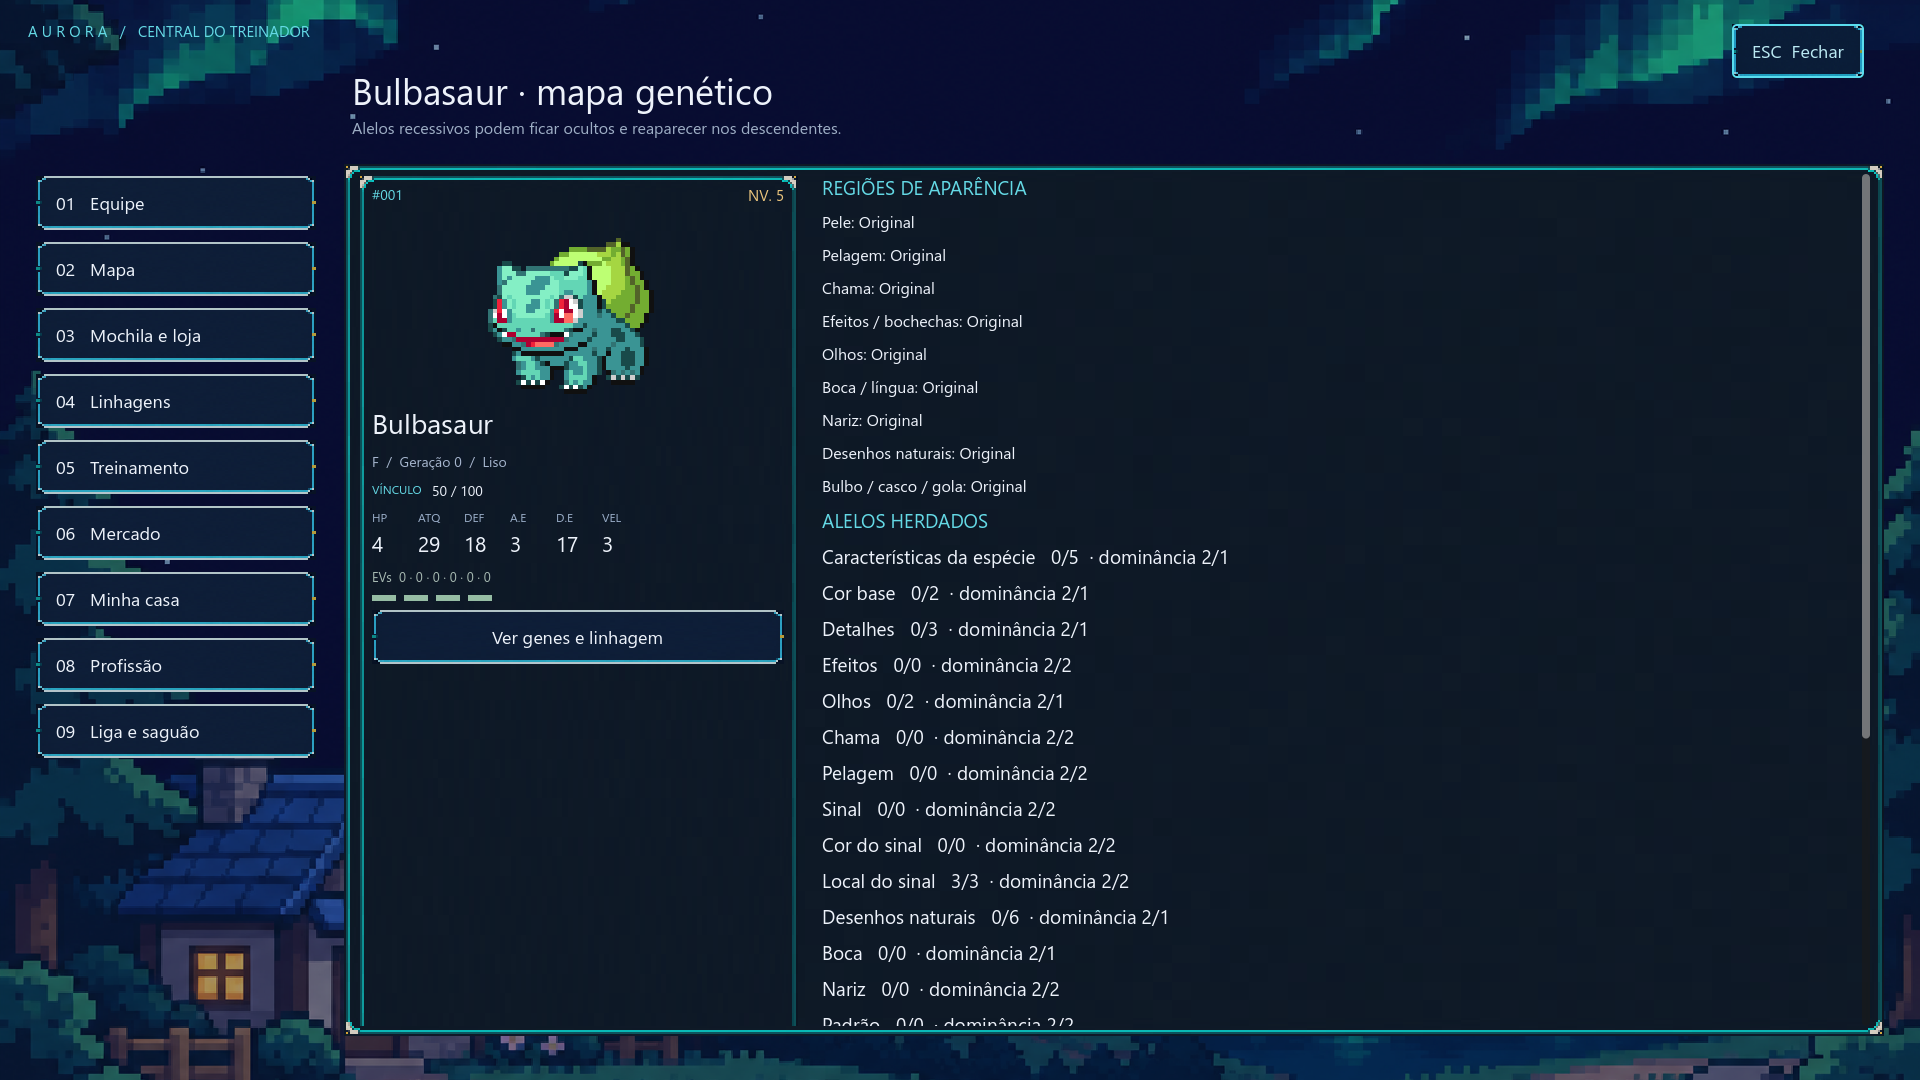 AURORA / CENTRAL DO TREINADOR
ESC Fechar
Bulbasaur · mapa genético
Alelos recessivos podem ficar ocultos e reaparecer nos descendentes.
01 Equipe
02 Mapa
03 Mochila e loja
04 Linhagens
05 Treinamento
06 Mercado
07 Minha casa
08 Profissão
09 Liga e saguão
#001 NV. 5
Bulbasaur
F / Geração 0 / Liso
VÍNCULO 50 / 100
HP ATQ DEF A.E D.E VEL
4 29 18 3 17 3
EVs 0 · 0 · 0 · 0 · 0 · 0
Ver genes e linhagem
REGIÕES DE APARÊNCIA
Pele: Original
Pelagem: Original
Chama: Original
Efeitos / bochechas: Original
Olhos: Original
Boca / língua: Original
Nariz: Original
Desenhos naturais: Original
Bulbo / casco / gola: Original
ALELOS HERDADOS
Características da espécie 0/5 · dominância 2/1
Cor base 0/2 · dominância 2/1
Detalhes 0/3 · dominância 2/1
Efeitos 0/0 · dominância 2/2
Olhos 0/2 · dominância 2/1
Chama 0/0 · dominância 2/2
Pelagem 0/0 · dominância 2/2
Sinal 0/0 · dominância 2/2
Cor do sinal 0/0 · dominância 2/2
Local do sinal 3/3 · dominância 2/2
Desenhos naturais 0/6 · dominância 2/1
Boca 0/0 · dominância 2/1
Nariz 0/0 · dominância 2/2
Padrão 0/0 · dominância 2/2